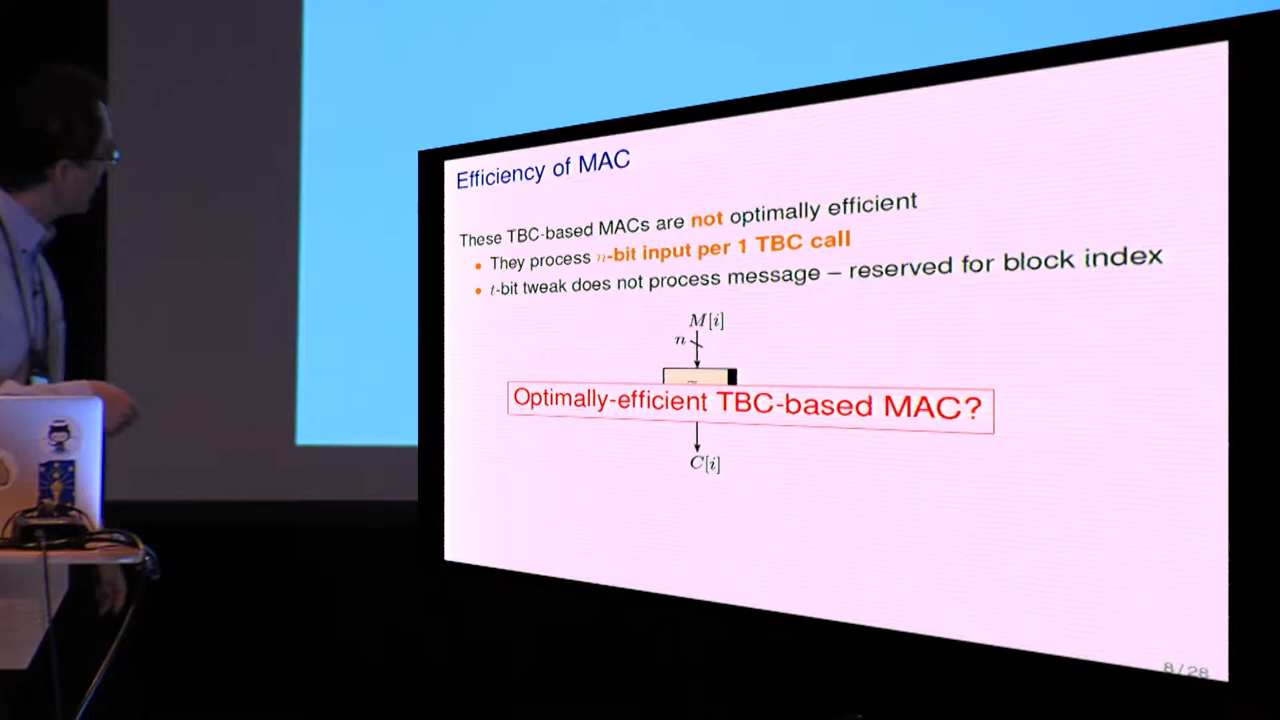 Efficiency of MAC
These TBC-based MACs are not optimally efficient
• They process n-bit input per 1 TBC call
• t-bit tweak does not process message – reserved for block index
M[i]
n
Optimally-efficient TBC-based MAC?
C[i]
8/28